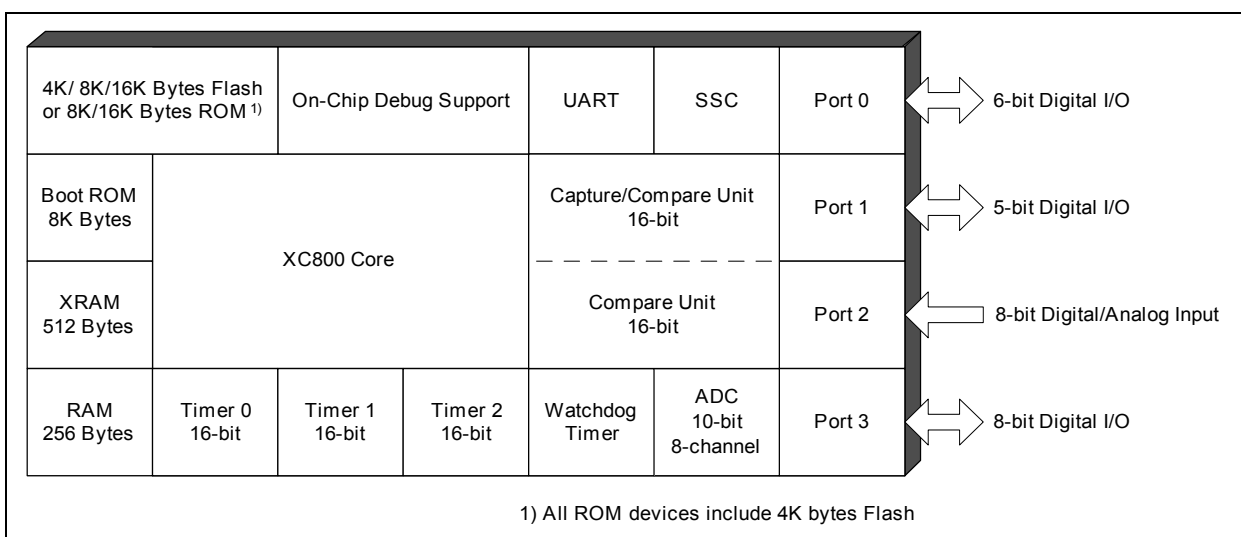 4K/ 8K/16K Bytes Flash
or 8K/16K Bytes ROM 1)
On-Chip Debug Support
UART
SSC
Port 0
6-bit Digital I/O
Boot ROM
8K Bytes
XC800 Core
Capture/Compare Unit
16-bit
Port 1
5-bit Digital I/O
XRAM
512 Bytes
Compare Unit
16-bit
Port 2
8-bit Digital/Analog Input
RAM
256 Bytes
Timer 0
16-bit
Timer 1
16-bit
Timer 2
16-bit
Watchdog
Timer
ADC
10-bit
8-channel
Port 3
8-bit Digital I/O
1) All ROM devices include 4K bytes Flash